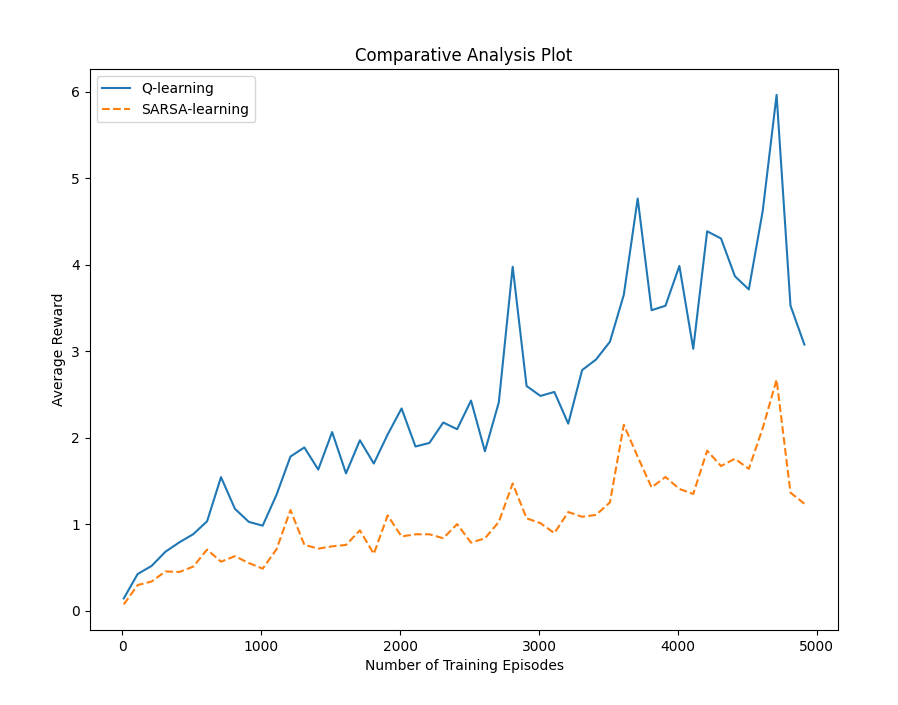 Comparative Analysis Plot
Q-learning
SARSA-learning
6
5
4
3
2
1
0
Average Reward
0 1000 2000 3000 4000 5000
Number of Training Episodes